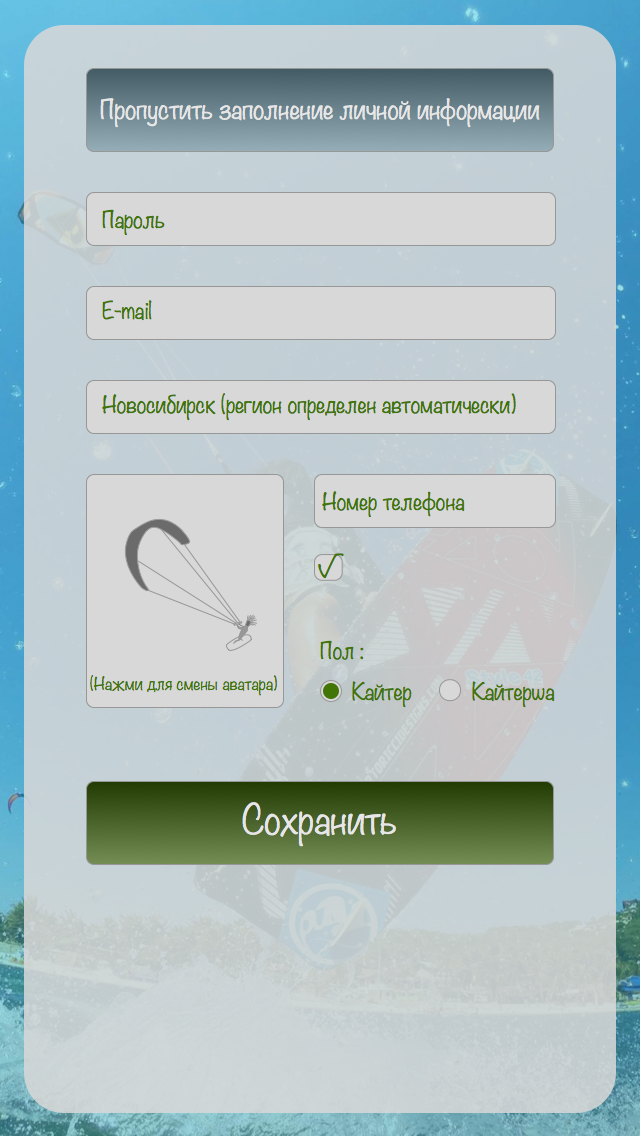 Пропустить заполнение личной информации
Пароль
E-mail
Новосибирск (регион определен автоматически)
Номер телефона
(Нажми для смены аватара)
Пол :
Кайтер
Кайтерша
Сохранить